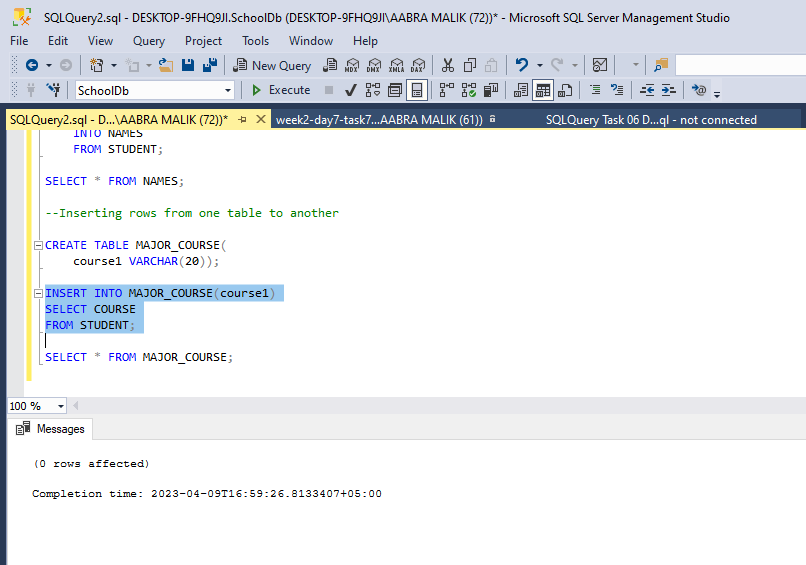 SQLQuery2.sql - DESKTOP-9FHQ9JI.SchoolDb (DESKTOP-9FHQ9JI\AABRA MALIK (72))* - Microsoft SQL Server Management Studio
File Edit View Query Project Tools Window Help
New Query MDX DMX XMLA DAX
SchoolDb Execute
SQLQuery2.sql - D...\AABRA MALIK (72))* week2-day7-task7...AABRA MALIK (61)) SQLQuery Task 06 D...ql - not connected
INTO NAMES
FROM STUDENT;
SELECT * FROM NAMES;
--Inserting rows from one table to another
CREATE TABLE MAJOR_COURSE(
course1 VARCHAR(20));
INSERT INTO MAJOR_COURSE(course1)
SELECT COURSE
FROM STUDENT;
SELECT * FROM MAJOR_COURSE;
100 %
Messages
(0 rows affected)
Completion time: 2023-04-09T16:59:26.8133407+05:00